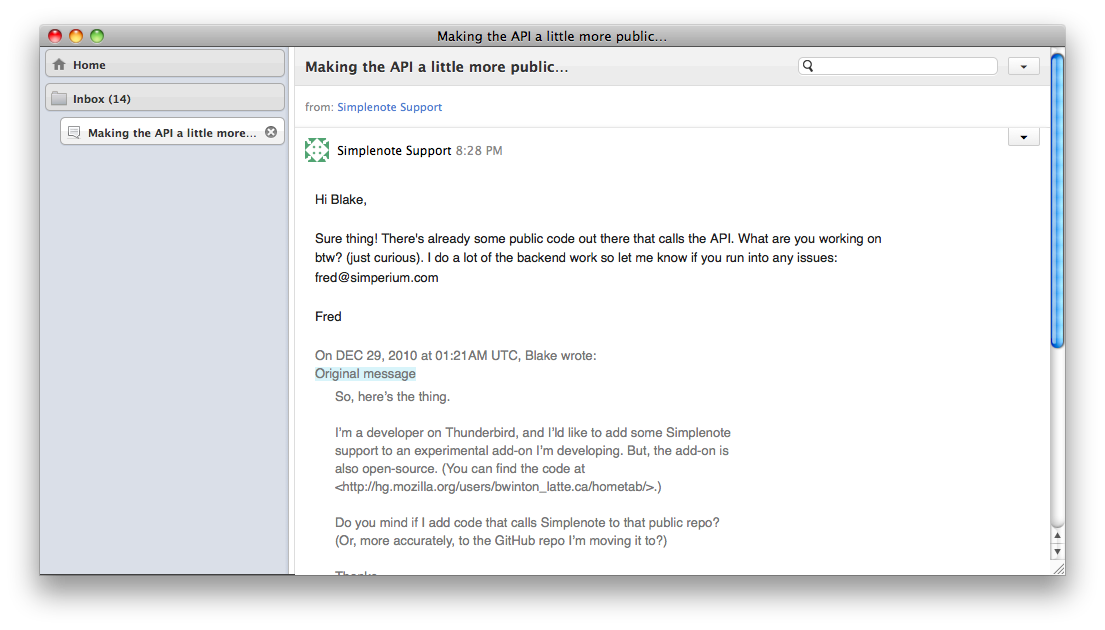 Making the API a little more public…
Home
Inbox (14)
Making the API a little more…
Making the API a little more public…
from: Simplenote Support
Simplenote Support 8:28 PM
Hi Blake,
Sure thing! There's already some public code out there that calls the API. What are you working on
btw? (just curious). I do a lot of the backend work so let me know if you run into any issues:
fred@simperium.com
Fred
On DEC 29, 2010 at 01:21AM UTC, Blake wrote:
Original message
So, here’s the thing.
I’m a developer on Thunderbird, and I’ld like to add some Simplenote
support to an experimental add-on I’m developing. But, the add-on is
also open-source. (You can find the code at
<http://hg.mozilla.org/users/bwinton_latte.ca/hometab/>.)
Do you mind if I add code that calls Simplenote to that public repo?
(Or, more accurately, to the GitHub repo I’m moving it to?)